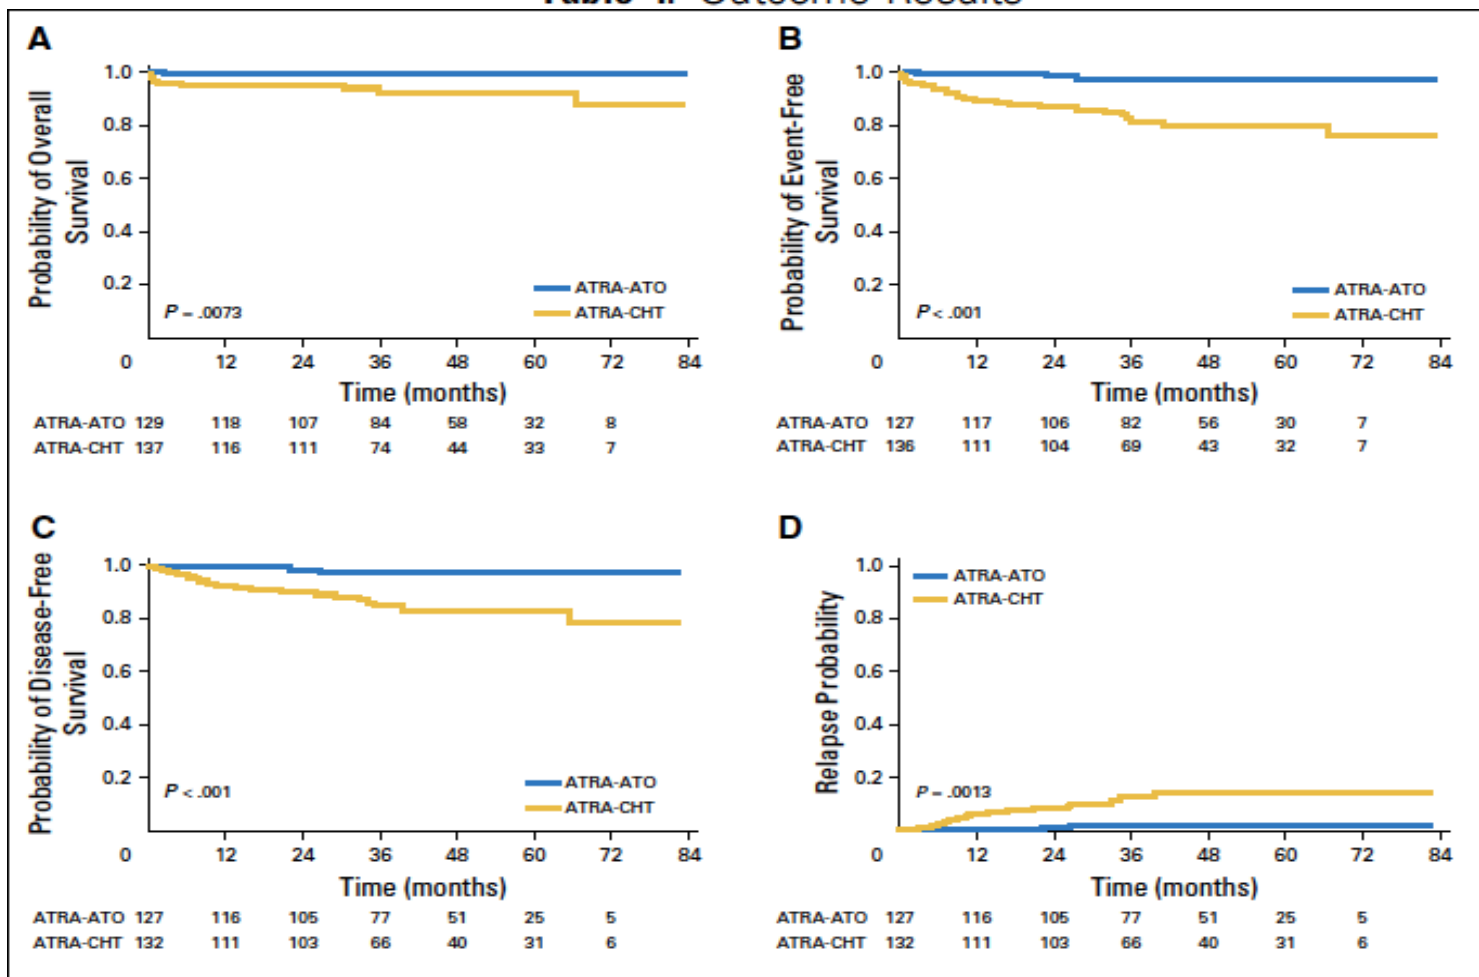 Table 4. Outcome Results
A
Probability of Overall
Survival
1.0
0.8
0.6
0.4
0.2
P = .0073
ATRA-ATO
ATRA-CHT
0 12 24 36 48 60 72 84
Time (months)
ATRA-ATO 129 118 107 84 58 32 8
ATRA-CHT 137 116 111 74 44 33 7
B
Probability of Event-Free
Survival
1.0
0.8
0.6
0.4
0.2
P < .001
ATRA-ATO
ATRA-CHT
0 12 24 36 48 60 72 84
Time (months)
ATRA-ATO 127 117 106 82 56 30 7
ATRA-CHT 136 111 104 69 43 32 7
C
Probability of Disease-Free
Survival
1.0
0.8
0.6
0.4
0.2
P < .001
ATRA-ATO
ATRA-CHT
0 12 24 36 48 60 72 84
Time (months)
ATRA-ATO 127 116 105 77 51 25 5
ATRA-CHT 132 111 103 66 40 31 6
D
Relapse Probability
1.0
0.8
0.6
0.4
0.2
ATRA-ATO
ATRA-CHT
P = .0013
0 12 24 36 48 60 72 84
Time (months)
ATRA-ATO 127 116 105 77 51 25 5
ATRA-CHT 132 111 103 66 40 31 6